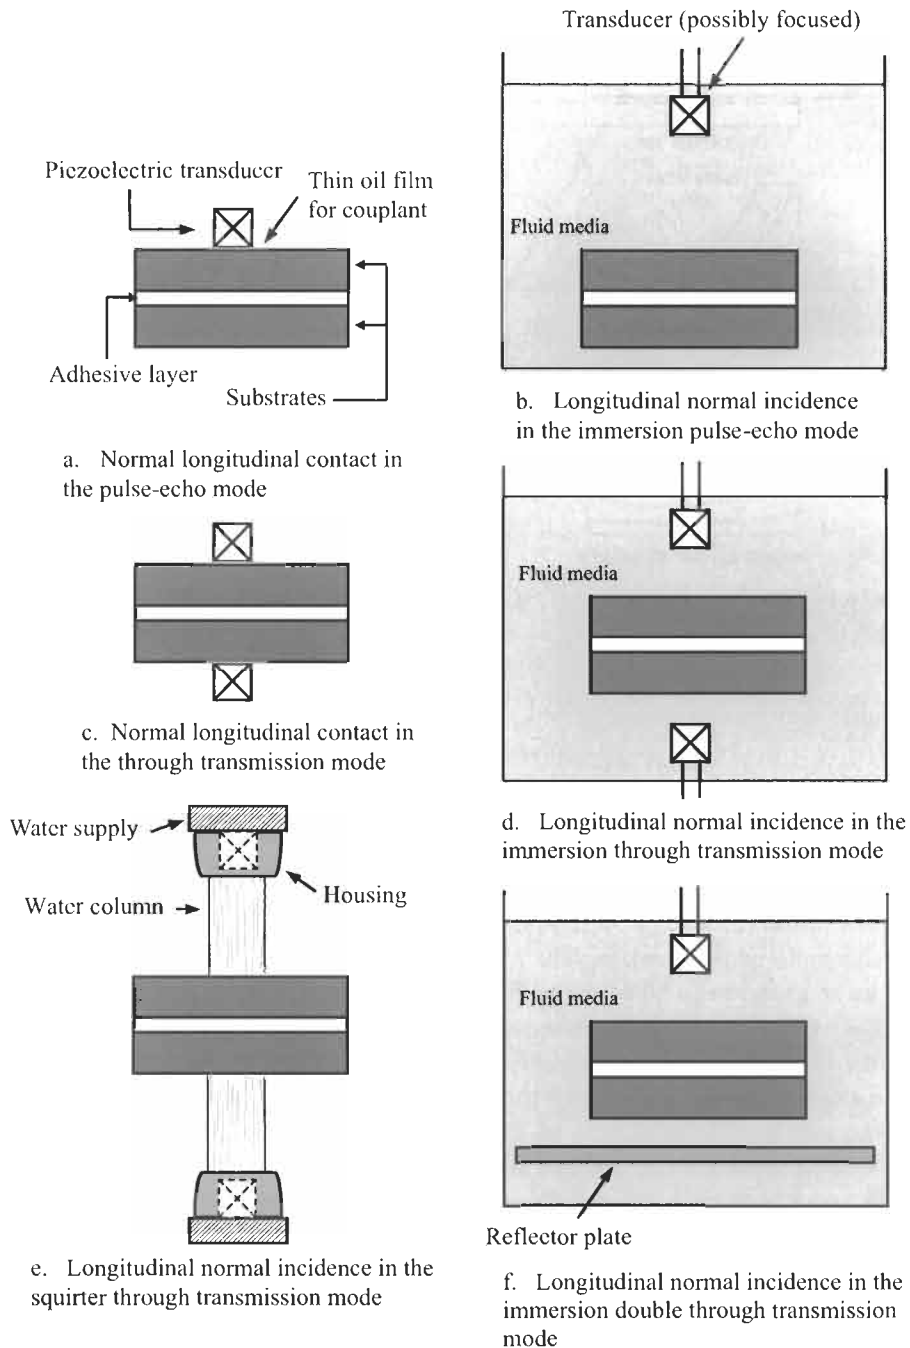 Transducer (possibly focused)
Piezoelectric transducer
Thin oil film
for couplant
Adhesive layer
Substrates
a. Normal longitudinal contact in
the pulse-echo mode
Fluid media
b. Longitudinal normal incidence
in the immersion pulse-echo mode
c. Normal longitudinal contact in
the through transmission mode
Fluid media
d. Longitudinal normal incidence in the
immersion through transmission mode
Water supply
Housing
Water column
e. Longitudinal normal incidence in the
squirter through transmission mode
Fluid media
Reflector plate
f. Longitudinal normal incidence in the
immersion double through transmission
mode